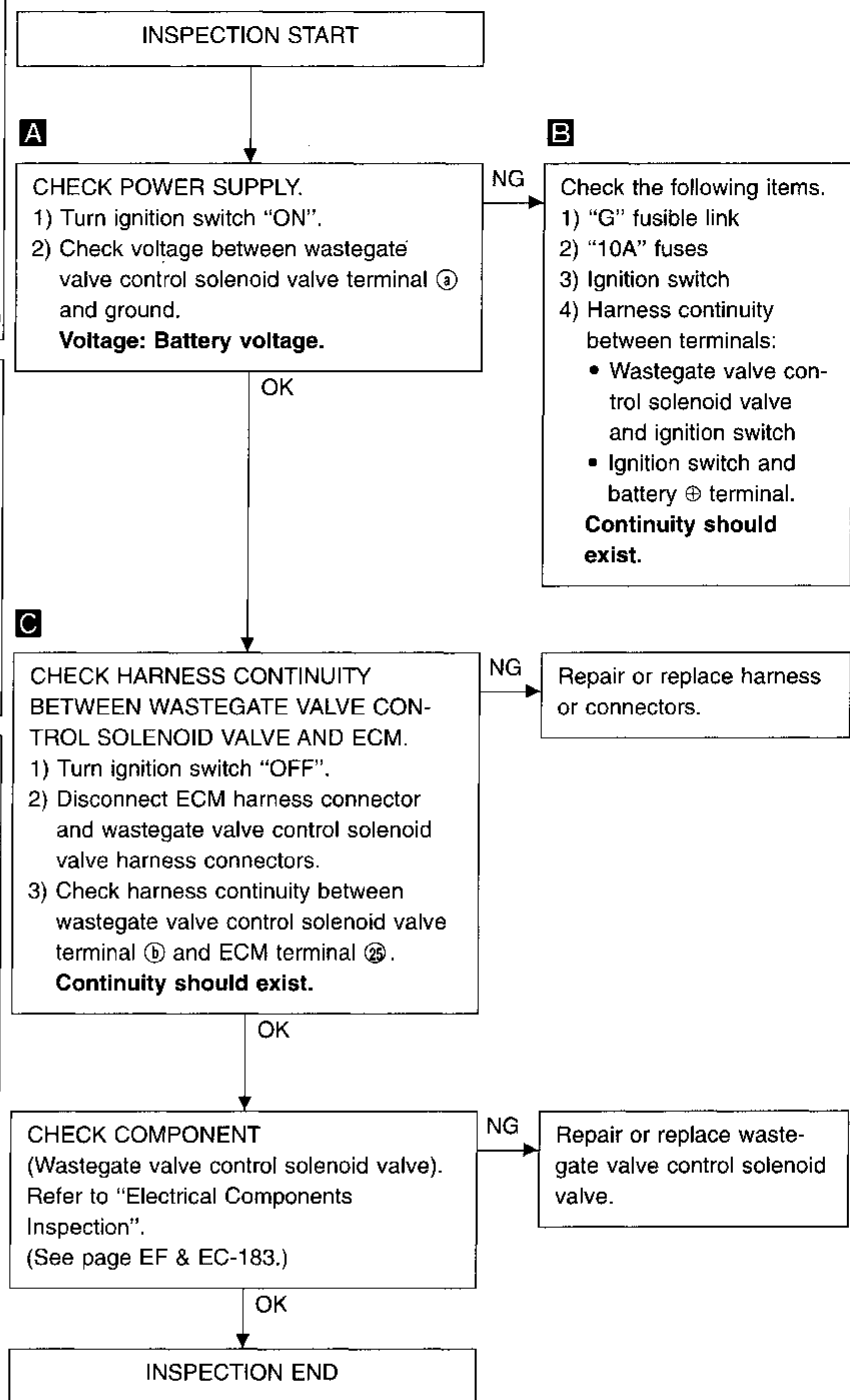 INSPECTION START
A
CHECK POWER SUPPLY.
1) Turn ignition switch “ON”.
2) Check voltage between wastegate
valve control solenoid valve terminal ⓐ
and ground.
Voltage: Battery voltage.
NG
B
Check the following items.
1) “G” fusible link
2) “10A” fuses
3) Ignition switch
4) Harness continuity
between terminals:
• Wastegate valve con-
trol solenoid valve
and ignition switch
• Ignition switch and
battery ⊕ terminal.
Continuity should
exist.
OK
C
CHECK HARNESS CONTINUITY
BETWEEN WASTEGATE VALVE CON-
TROL SOLENOID VALVE AND ECM.
1) Turn ignition switch “OFF”.
2) Disconnect ECM harness connector
and wastegate valve control solenoid
valve harness connectors.
3) Check harness continuity between
wastegate valve control solenoid valve
terminal ⓑ and ECM terminal ㉕.
Continuity should exist.
NG
Repair or replace harness
or connectors.
OK
CHECK COMPONENT
(Wastegate valve control solenoid valve).
Refer to “Electrical Components
Inspection”.
(See page EF & EC-183.)
NG
Repair or replace waste-
gate valve control solenoid
valve.
OK
INSPECTION END